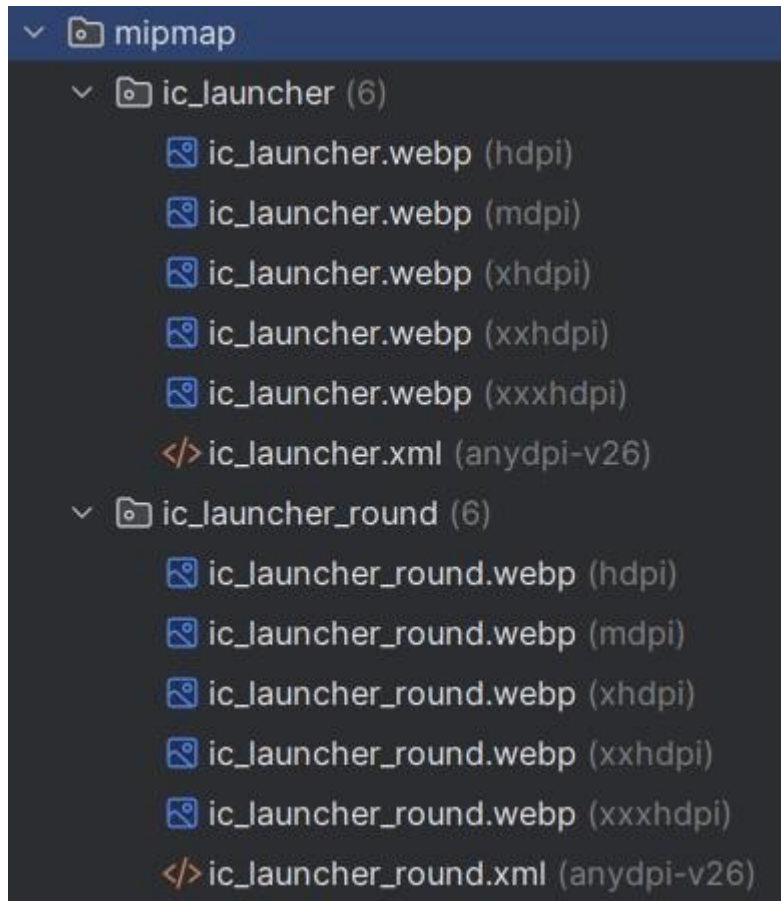 mipmap
ic_launcher (6)
ic_launcher.webp (hdpi)
ic_launcher.webp (mdpi)
ic_launcher.webp (xhdpi)
ic_launcher.webp (xxhdpi)
ic_launcher.webp (xxxhdpi)
ic_launcher.xml (anydpi-v26)
ic_launcher_round (6)
ic_launcher_round.webp (hdpi)
ic_launcher_round.webp (mdpi)
ic_launcher_round.webp (xhdpi)
ic_launcher_round.webp (xxhdpi)
ic_launcher_round.webp (xxxhdpi)
ic_launcher_round.xml (anydpi-v26)